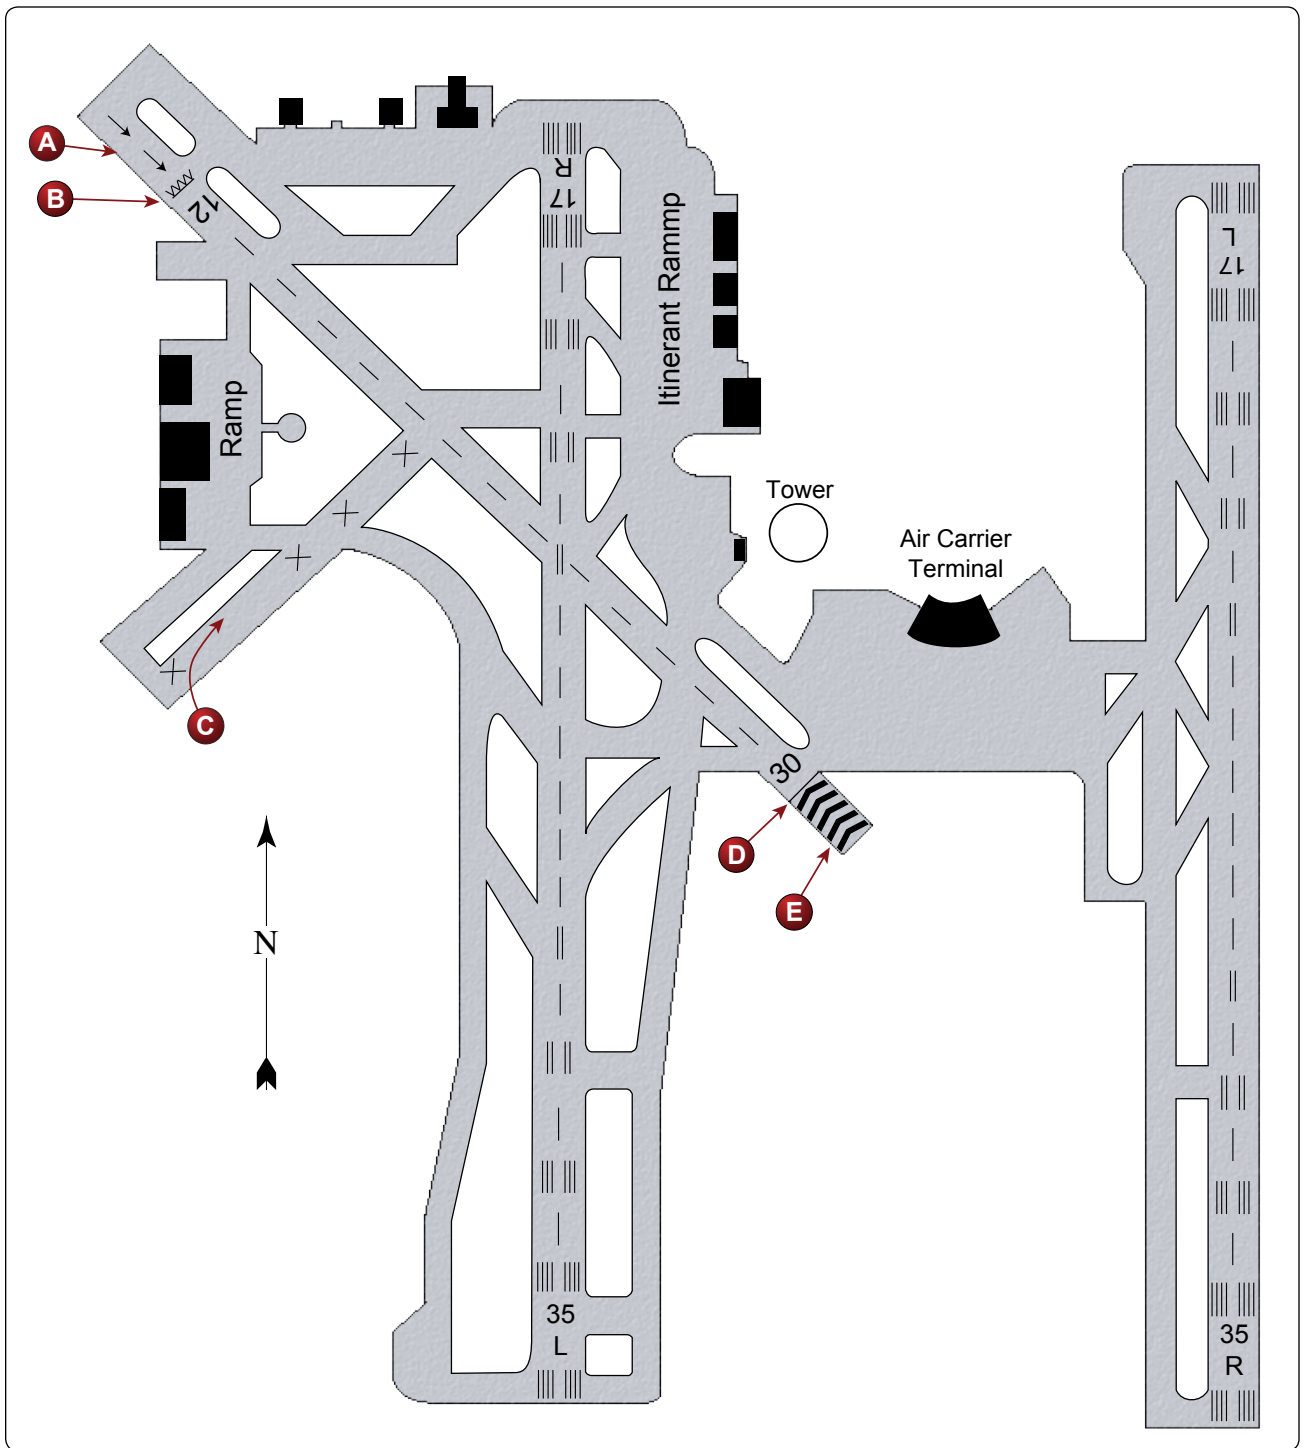 A
B
12
R
17
Itinerant Rammp
L
17
Ramp
Tower
Air Carrier
Terminal
C
30
D
E
N
35
L
35
R